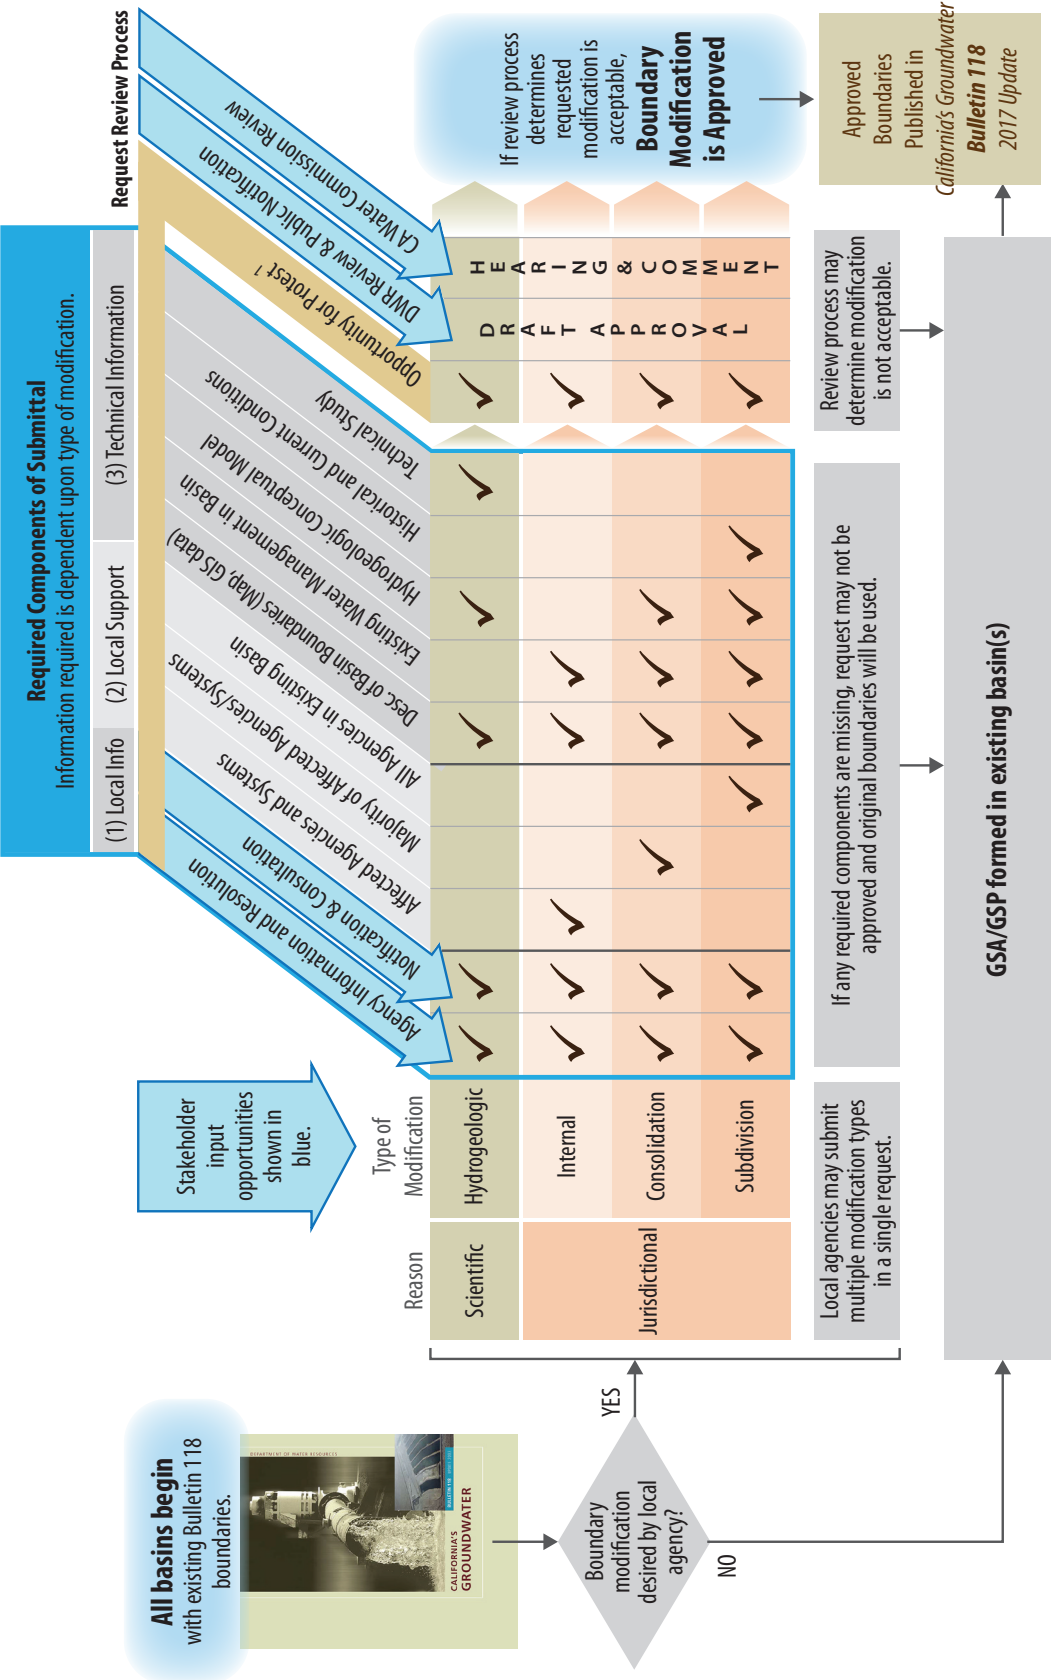 All basins begin
with existing Bulletin 118
boundaries.
DEPARTMENT OF WATER RESOURCES
CALIFORNIA'S
GROUNDWATER
Boundary
modification
desired by local
agency?
YES
NO
Stakeholder
input
opportunities
shown in
blue.
Required Components of Submittal
Information required is dependent upon type of modification.
(1) Local Info
(2) Local Support
(3) Technical Information
Request Review Process
Agency Information and Resolution
Notification & Consultation
Affected Agencies and Systems
Majority of Affected Agencies/Systems
All Agencies in Existing Basin
Desc. of Basin Boundaries (Map, GIS data)
Existing Water Management in Basin
Hydrogeologic Conceptual Model
Historical and Current Conditions
Technical Study
Opportunity for Protest 1
DWR Review & Public Notification
CA Water Commission Review
Reason
Type of
Modification
Scientific
Hydrogeologic
Jurisdictional
Internal
Consolidation
Subdivision
DRAFT APPROVAL
HEARING & COMMENT
If review process
determines
requested
modification is
acceptable,
Boundary
Modification
is Approved
Local agencies may submit
multiple modification types
in a single request.
If any required components are missing, request may not be
approved and original boundaries will be used.
Review process may
determine modification
is not acceptable.
Approved
Boundaries
Published in
California's Groundwater
Bulletin 118
2017 Update
GSA/GSP formed in existing basin(s)